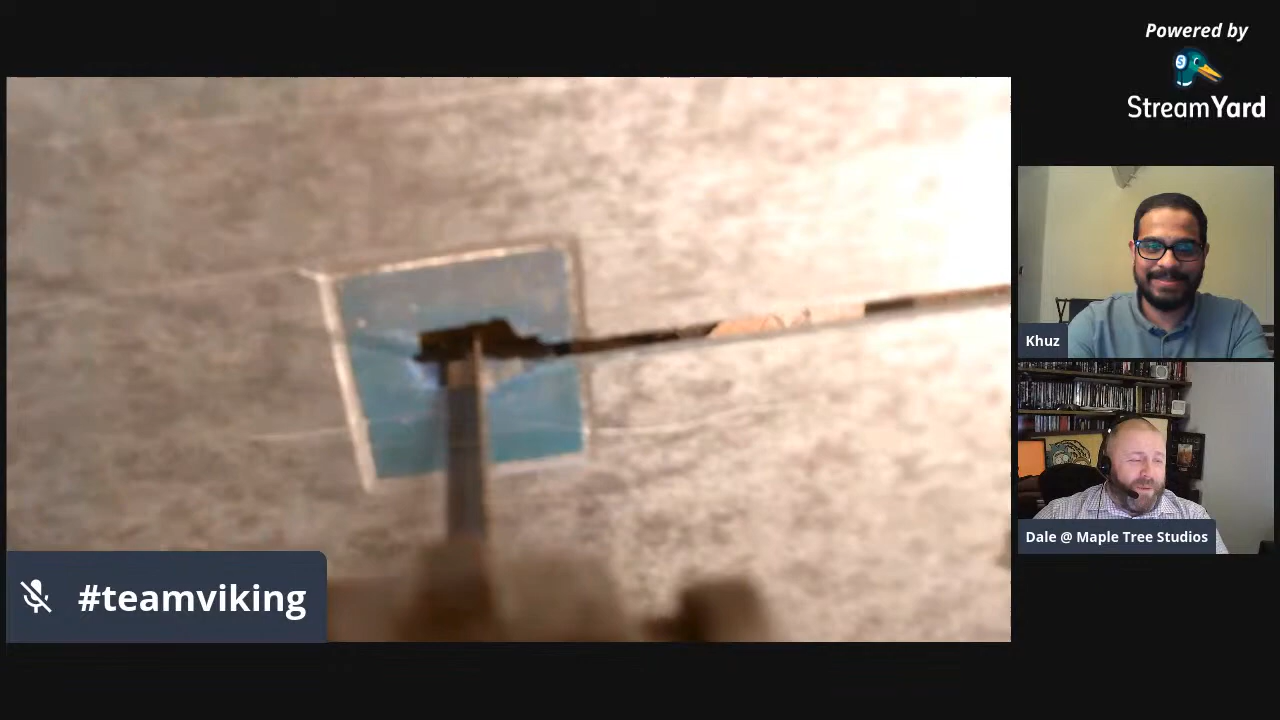 Powered by
StreamYard
Khuz
Dale @ Maple Tree Studios
#teamviking